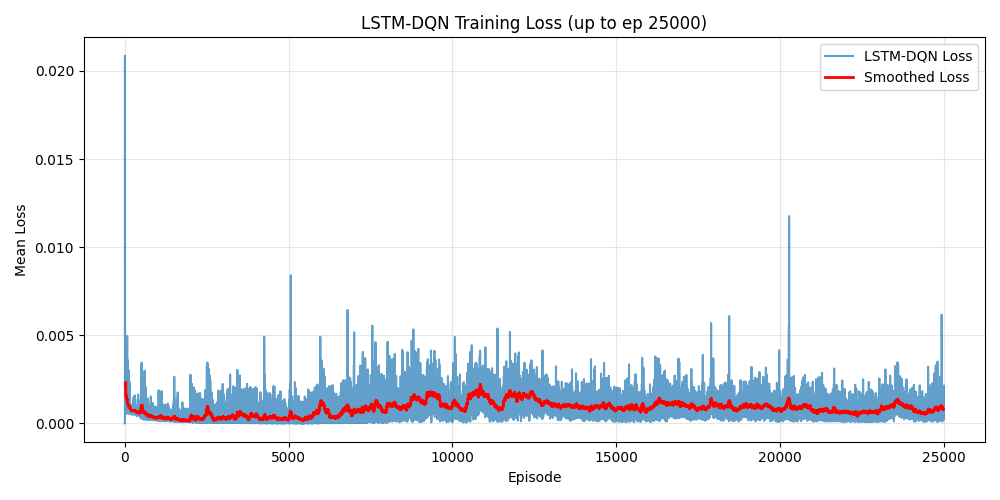 LSTM-DQN Training Loss (up to ep 25000)
LSTM-DQN Loss
Smoothed Loss
Mean Loss
0.020
0.015
0.010
0.005
0.000
0
5000
10000
15000
20000
25000
Episode